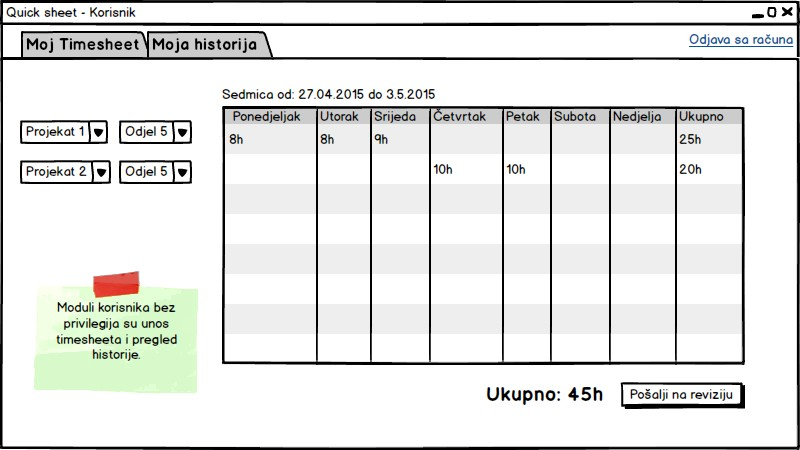 Quick sheet - Korisnik
Moj Timesheet Moja historija Odjava sa računa
Sedmica od: 27.04.2015 do 3.5.2015
Ponedjeljak Utorak Srijeda Četvrtak Petak Subota Nedjelja Ukupno
Projekat 1 Odjel 5 8h 8h 9h 25h
Projekat 2 Odjel 5 10h 10h 20h
Moduli korisnika bez
privilegija su unos
timesheeta i pregled
historije.
Ukupno: 45h Pošalji na reviziju